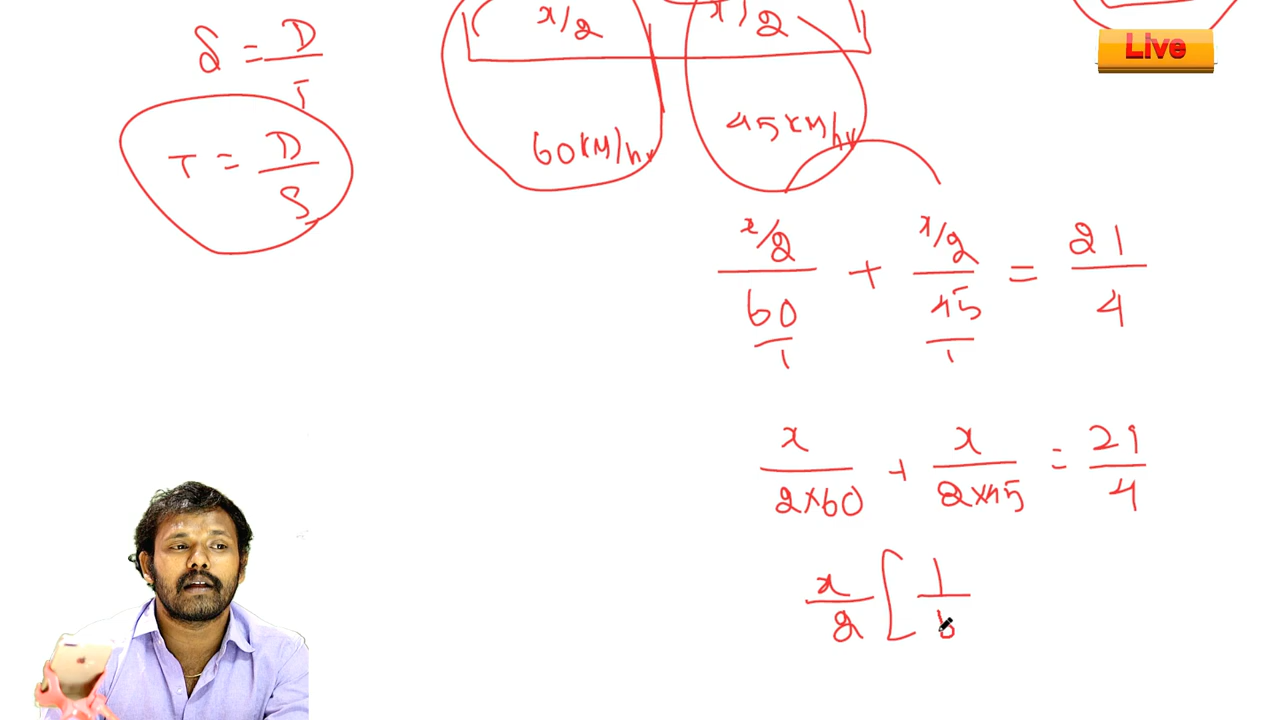 x/2 x/2
Live
S = D/T
60 KM/hr 45 KM/hr
T = D/S
x/2 / 60/1 + x/2 / 45/1 = 21/4
x / 2×60 + x / 2×45 = 21/4
x/2 [ 1/6